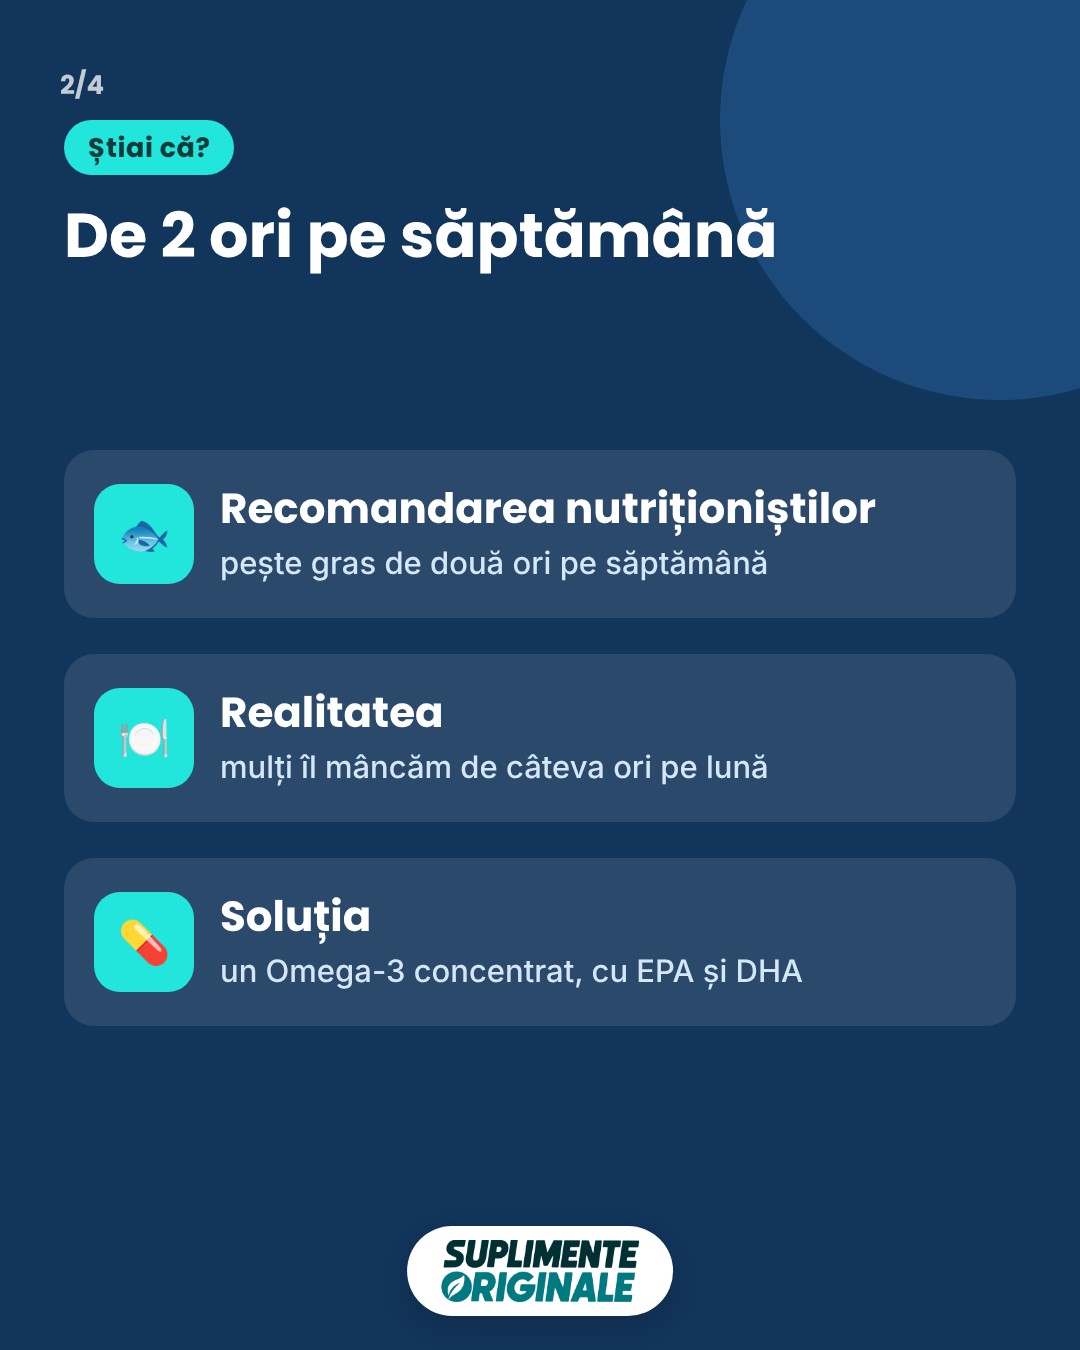 2/4
Știai că?
De 2 ori pe săptămână
Recomandarea nutriționiștilor
pește gras de două ori pe săptămână
Realitatea
mulți îl mâncăm de câteva ori pe lună
Soluția
un Omega-3 concentrat, cu EPA și DHA
SUPLIMENTE
ORIGINALE